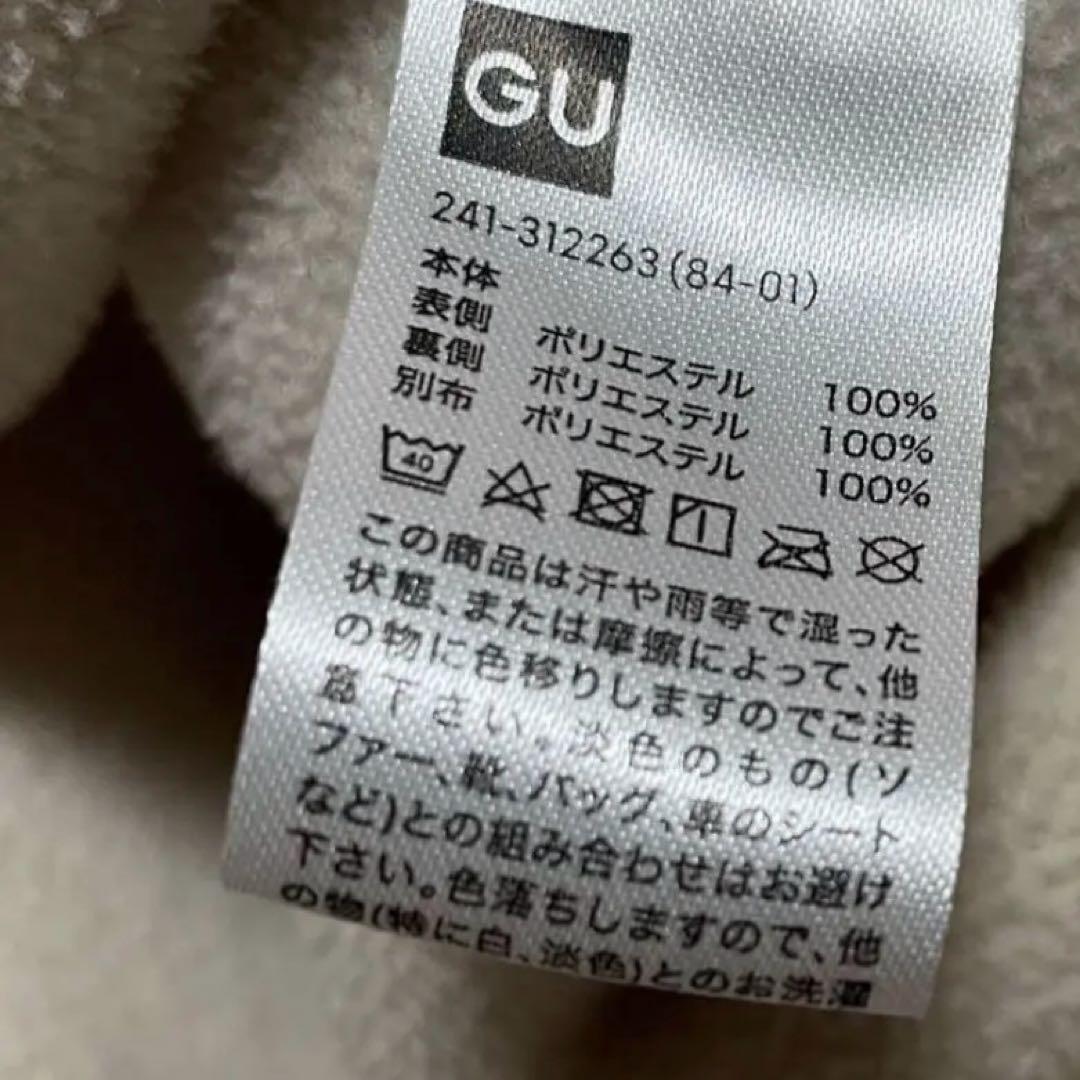 GU
241-312263(84-01)
本体
表側 ポリエステル 100%
裏側 ポリエステル 100%
別布 ポリエステル 100%
40
この商品は汗や雨等で湿った
状態、または摩擦によって、他
の物に色移りしますのでご注
意下さい。淡色のもの(ソ
ファー、靴、バッグ、車のシート
など)との組み合わせはお避け
下さい。色落ちしますので、他
の物(特に白、淡色)とのお洗濯